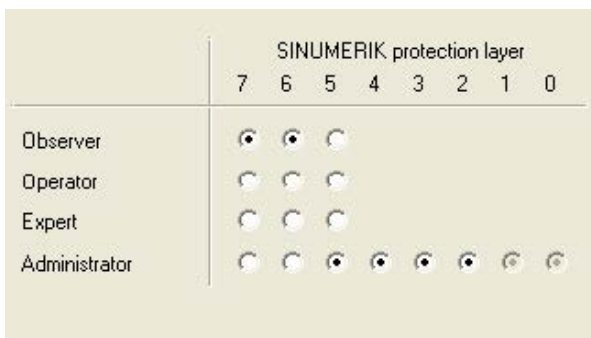 SINUMERIK protection layer
7 6 5 4 3 2 1 0
Observer
Operator
Expert
Administrator